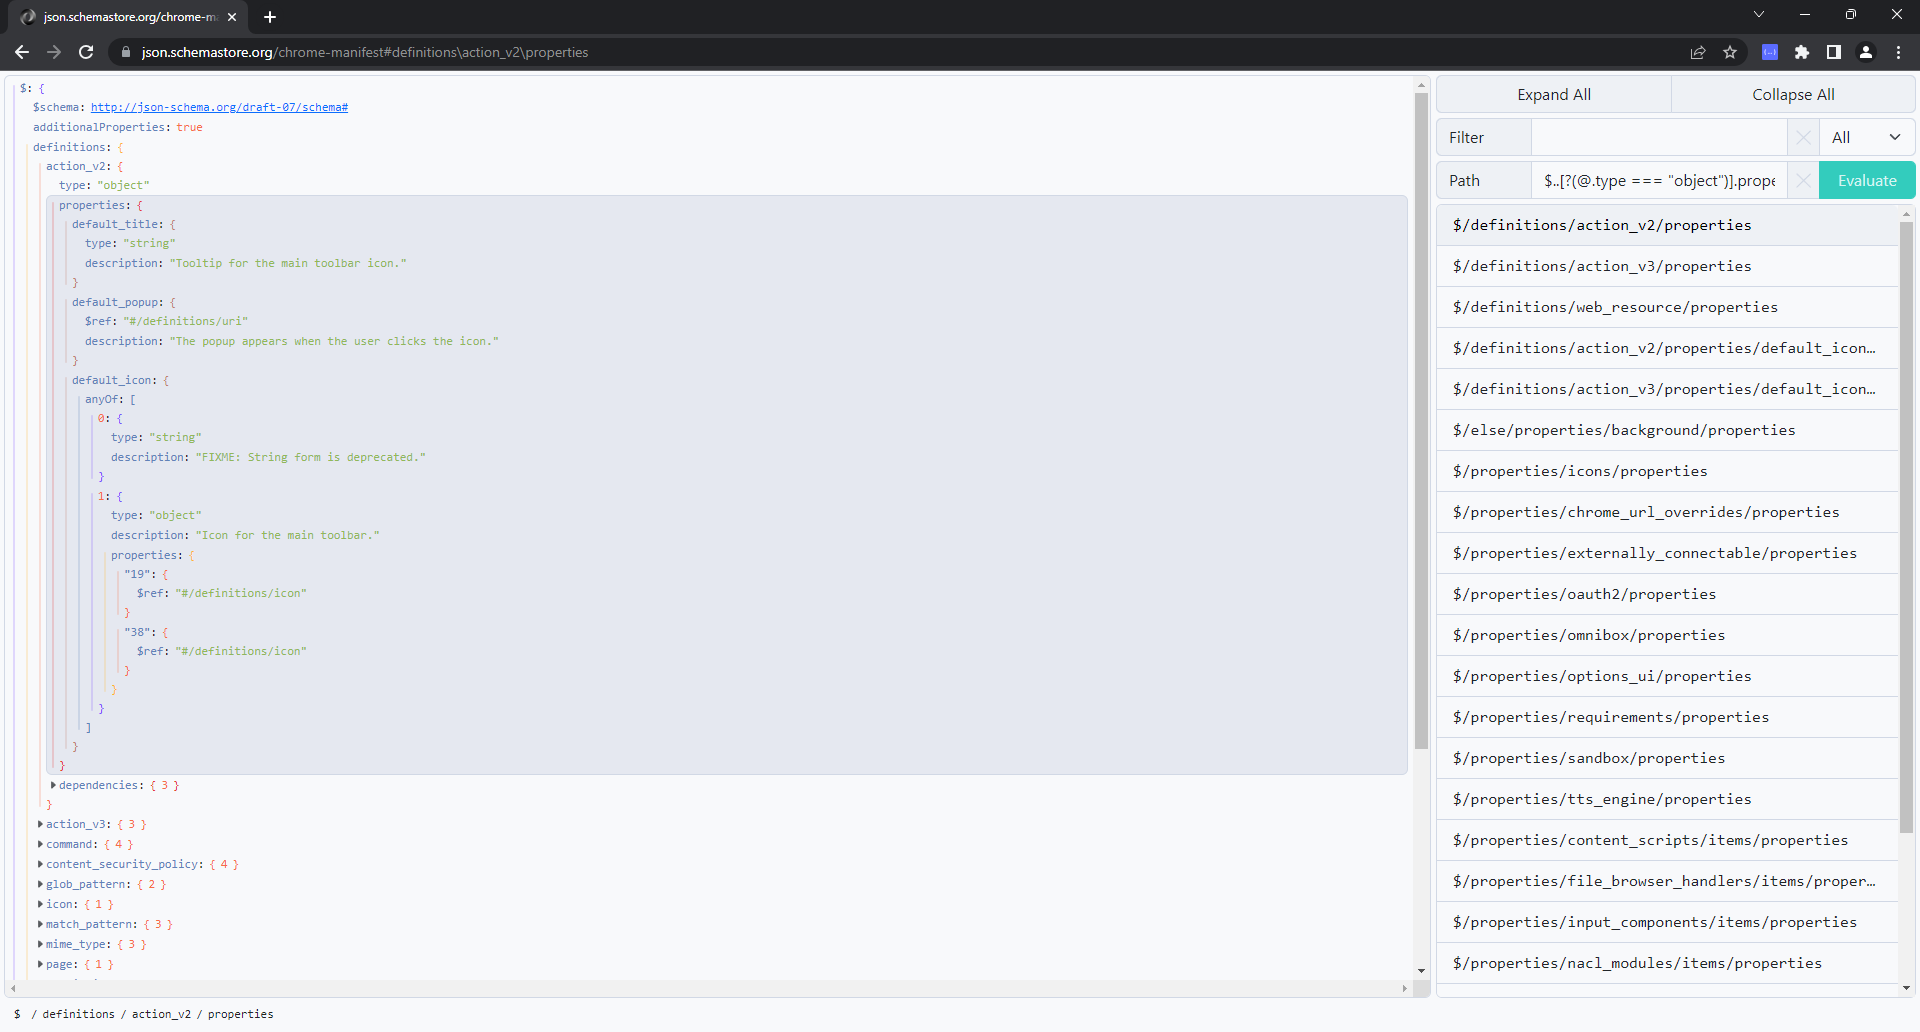 json.schemastore.org/chrome-m
json.schemastore.org/chrome-manifest#definitions\action_v2\properties
$: {
$schema: http://json-schema.org/draft-07/schema#
additionalProperties: true
definitions: {
action_v2: {
type: "object"
properties: {
default_title: {
type: "string"
description: "Tooltip for the main toolbar icon."
}
default_popup: {
$ref: "#/definitions/uri"
description: "The popup appears when the user clicks the icon."
}
default_icon: {
anyOf: [
0: {
type: "string"
description: "FIXME: String form is deprecated."
}
1: {
type: "object"
description: "Icon for the main toolbar."
properties: {
"19": {
$ref: "#/definitions/icon"
}
"38": {
$ref: "#/definitions/icon"
}
}
}
]
}
}
dependencies: { 3 }
}
action_v3: { 3 }
command: { 4 }
content_security_policy: { 4 }
glob_pattern: { 2 }
icon: { 1 }
match_pattern: { 3 }
mime_type: { 3 }
page: { 1 }
$ / definitions / action_v2 / properties
Expand All Collapse All
Filter All
Path $..[?(@.type === "object")].prope Evaluate
$/definitions/action_v2/properties
$/definitions/action_v3/properties
$/definitions/web_resource/properties
$/definitions/action_v2/properties/default_icon…
$/definitions/action_v3/properties/default_icon…
$/else/properties/background/properties
$/properties/icons/properties
$/properties/chrome_url_overrides/properties
$/properties/externally_connectable/properties
$/properties/oauth2/properties
$/properties/omnibox/properties
$/properties/options_ui/properties
$/properties/requirements/properties
$/properties/sandbox/properties
$/properties/tts_engine/properties
$/properties/content_scripts/items/properties
$/properties/file_browser_handlers/items/proper…
$/properties/input_components/items/properties
$/properties/nacl_modules/items/properties